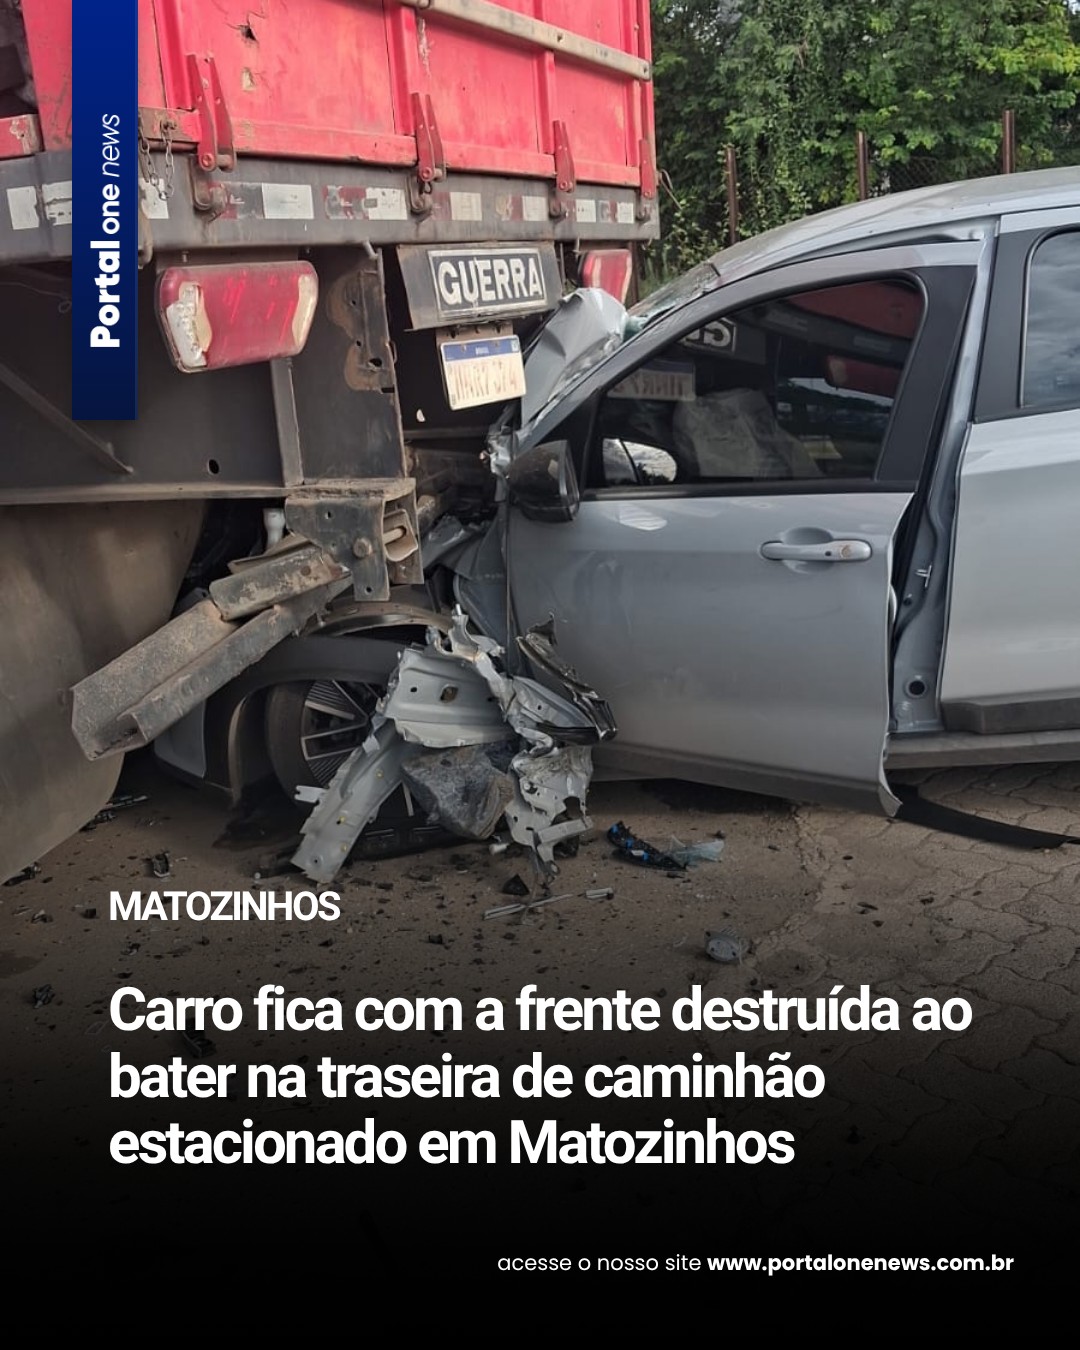 Portal one news
GUERRA
BRASIL
MATOZINHOS
Carro fica com a frente destruída ao
bater na traseira de caminhão
estacionado em Matozinhos
acesse o nosso site www.portalonenews.com.br